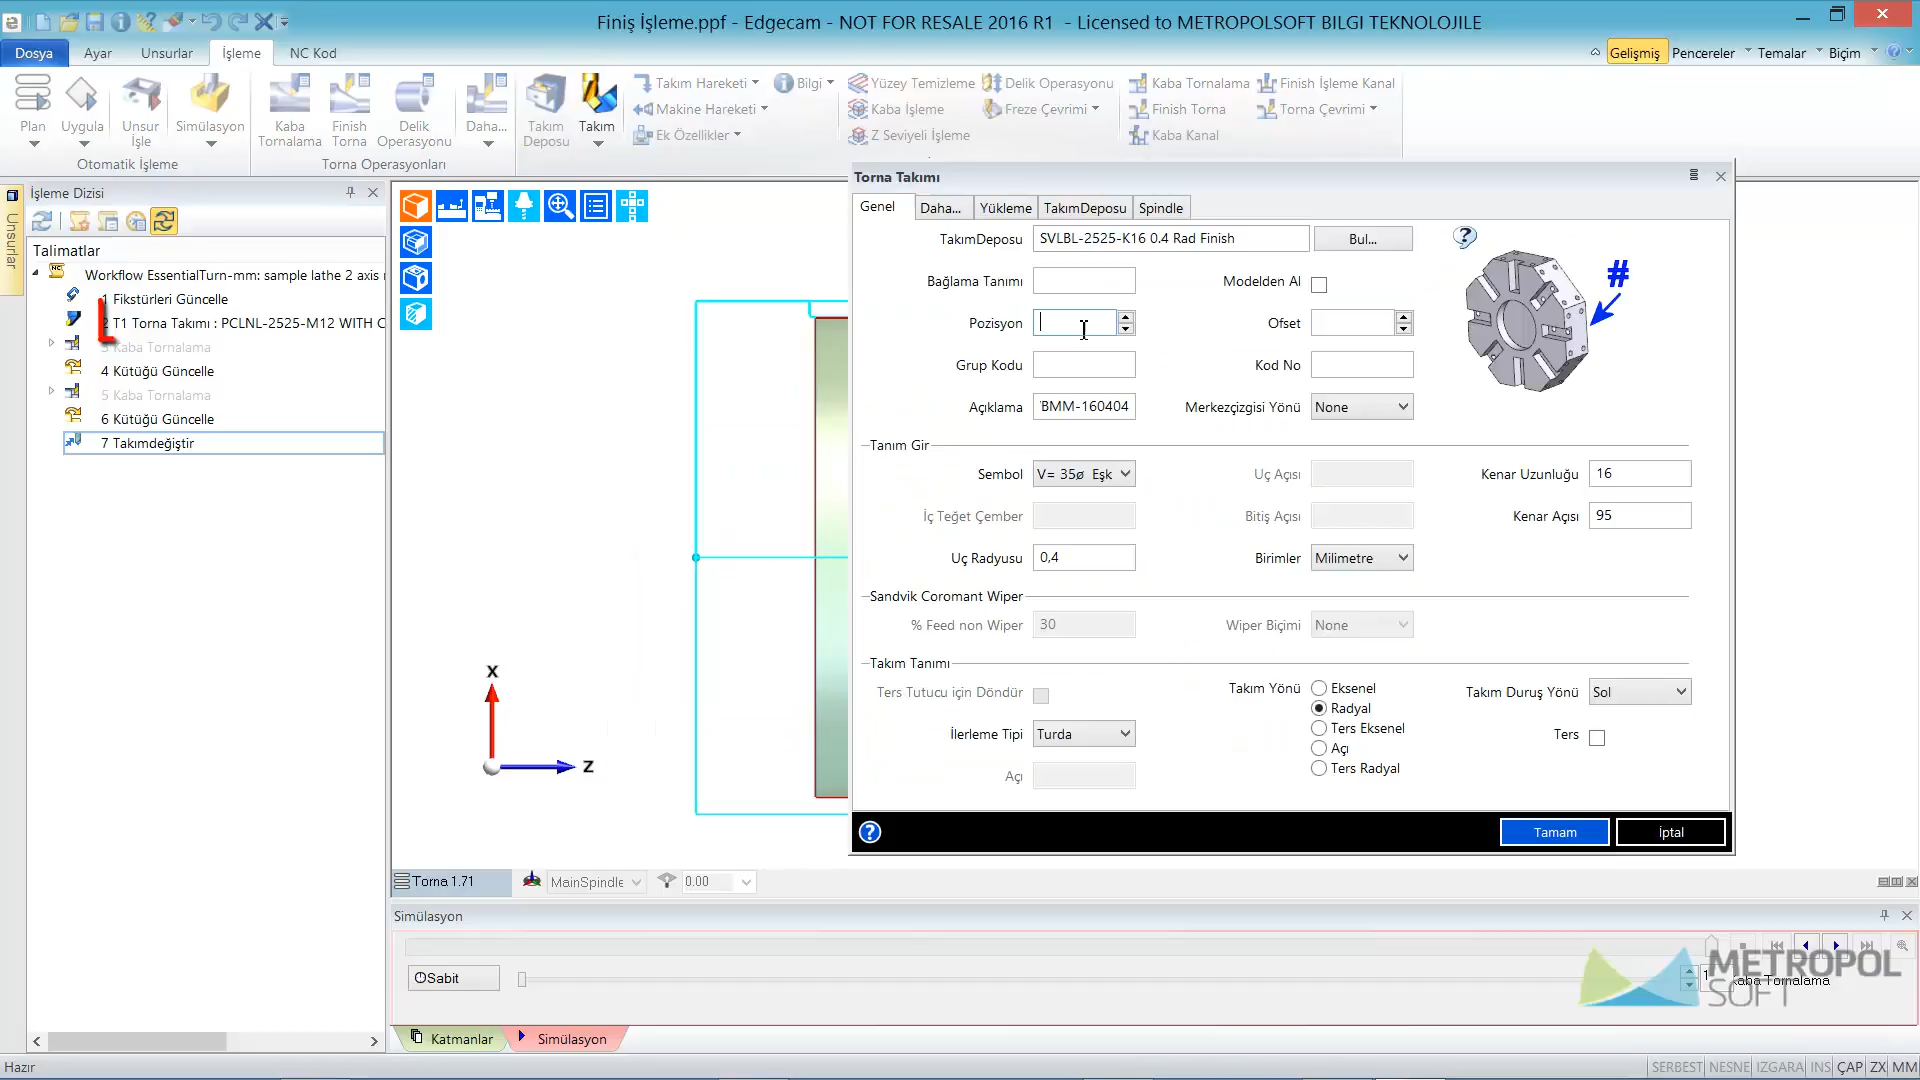 Finiş İşleme.ppf - Edgecam - NOT FOR RESALE 2016 R1 - Licensed to METROPOLSOFT BILGI TEKNOLOJILE
Dosya Ayar Unsurlar İşleme NC Kod
Gelişmiş Pencereler Temalar Biçim
Plan Uygula Unsur İşle Simülasyon
Otomatik İşleme
Kaba Tornalama Finish Torna Delik Operasyonu Daha...
Torna Operasyonları
Takım Deposu Takım
Takım Hareketi Bilgi
Makine Hareketi
Ek Özellikler
Yüzey Temizleme Delik Operasyonu
Kaba İşleme Freze Çevrimi
Z Seviyeli İşleme
Kaba Tornalama Finish İşleme Kanal
Finish Torna Torna Çevrimi
Kaba Kanal
Unsurlar
İşleme Dizisi
Talimatlar
Workflow EssentialTurn-mm: sample lathe 2 axis
1 Fikstürleri Güncelle
2 T1 Torna Takımı : PCLNL-2525-M12 WITH C
3 Kaba Tornalama
4 Kütüğü Güncelle
5 Kaba Tornalama
6 Kütüğü Güncelle
7 Takımdeğiştir
X
Z
Torna Takımı
Genel Daha... Yükleme TakımDeposu Spindle
TakımDeposu SVLBL-2525-K16 0.4 Rad Finish Bul...
Bağlama Tanımı Modelden Al
Pozisyon Ofset
Grup Kodu Kod No
Açıklama BMM-160404 Merkezçizgisi Yönü None
#
Tanım Gir
Sembol V= 35ø Eşk Uç Açısı Kenar Uzunluğu 16
İç Teğet Çember Bitiş Açısı Kenar Açısı 95
Uç Radyusu 0,4 Birimler Milimetre
Sandvik Coromant Wiper
% Feed non Wiper 30 Wiper Biçimi None
Takım Tanımı
Ters Tutucu için Döndür Takım Yönü Eksenel Takım Duruş Yönü Sol
Radyal
İlerleme Tipi Turda Ters Eksenel Ters
Açı
Açı Ters Radyal
Tamam İptal
Torna 1.71 MainSpindle 0.00
Simülasyon
Sabit
Kaba Tornalama
METROPOL
SOFT
Katmanlar Simülasyon
Hazır
SERBEST NESNE IZGARA INS ÇAP ZX MM